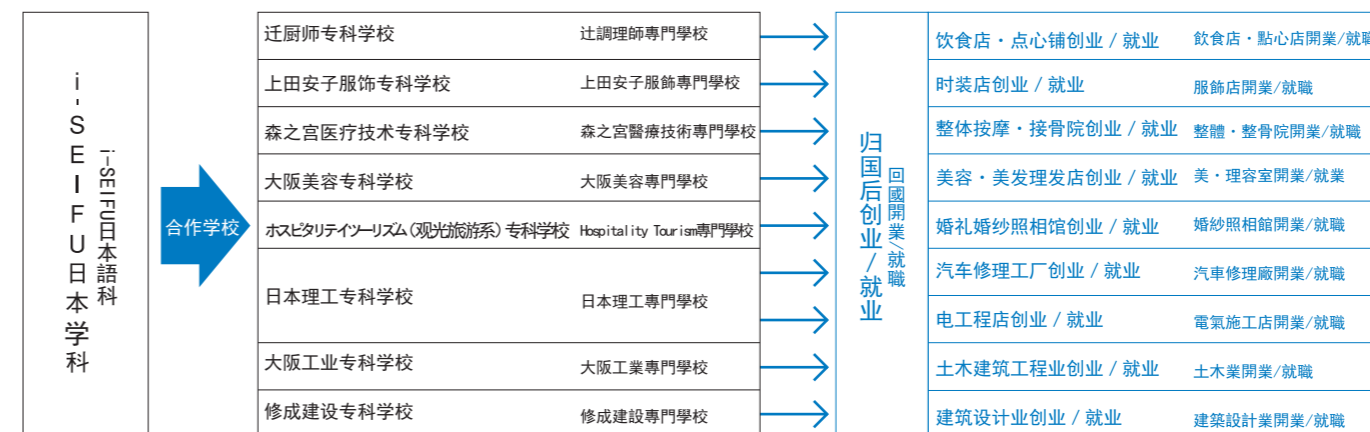 i-SEIFU日本学科
i-SEIFU日本語科
合作学校
迁厨师专科学校 辻調理師專門學校
上田安子服饰专科学校 上田安子服飾專門學校
森之宫医疗技术专科学校 森之宮醫療技術專門學校
大阪美容专科学校 大阪美容專門學校
ホスピタリテイツーリズム(观光旅游系)专科学校 Hospitality Tourism専門學校
日本理工专科学校 日本理工專門學校
大阪工业专科学校 大阪工業專門學校
修成建设专科学校 修成建設專門學校
归国后创业/就业
回國開業/就職
饮食店・点心铺创业 / 就业 飲食店・點心店開業/就職
时装店创业 / 就业 服飾店開業/就職
整体按摩・接骨院创业 / 就业 整體・整骨院開業/就職
美容・美发理发店创业 / 就业 美・理容室開業/就業
婚礼婚纱照相馆创业 / 就业 婚紗照相館開業/就職
汽车修理工厂创业 / 就业 汽車修理廠開業/就職
电工程店创业 / 就业 電氣施工店開業/就職
土木建筑工程业创业 / 就业 土木業開業/就職
建筑设计业创业 / 就业 建築設計業開業/就職